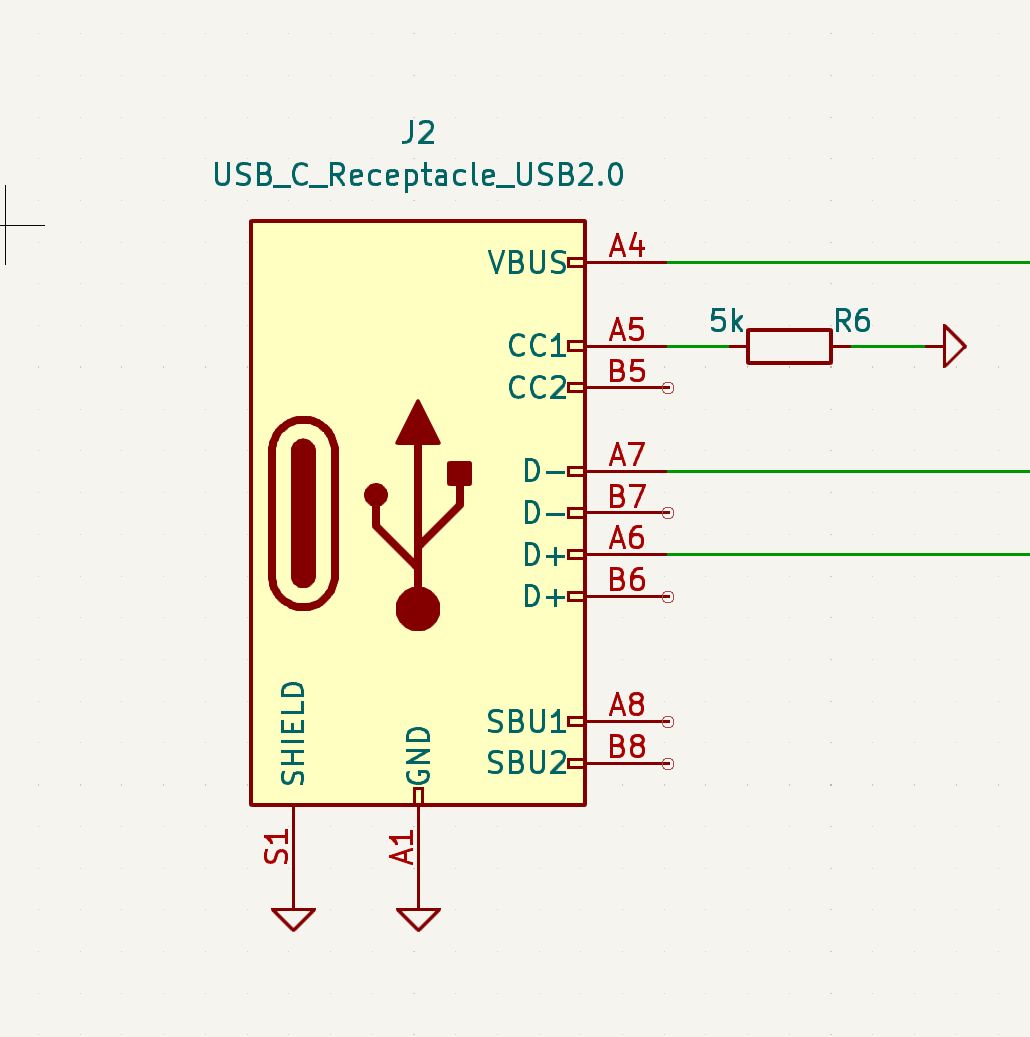 J2
USB_C_Receptacle_USB2.0
VBUS A4
CC1 A5 5k R6
CC2 B5
D- A7
D- B7
D+ A6
D+ B6
SBU1 A8
SBU2 B8
SHIELD
GND
S1
A1